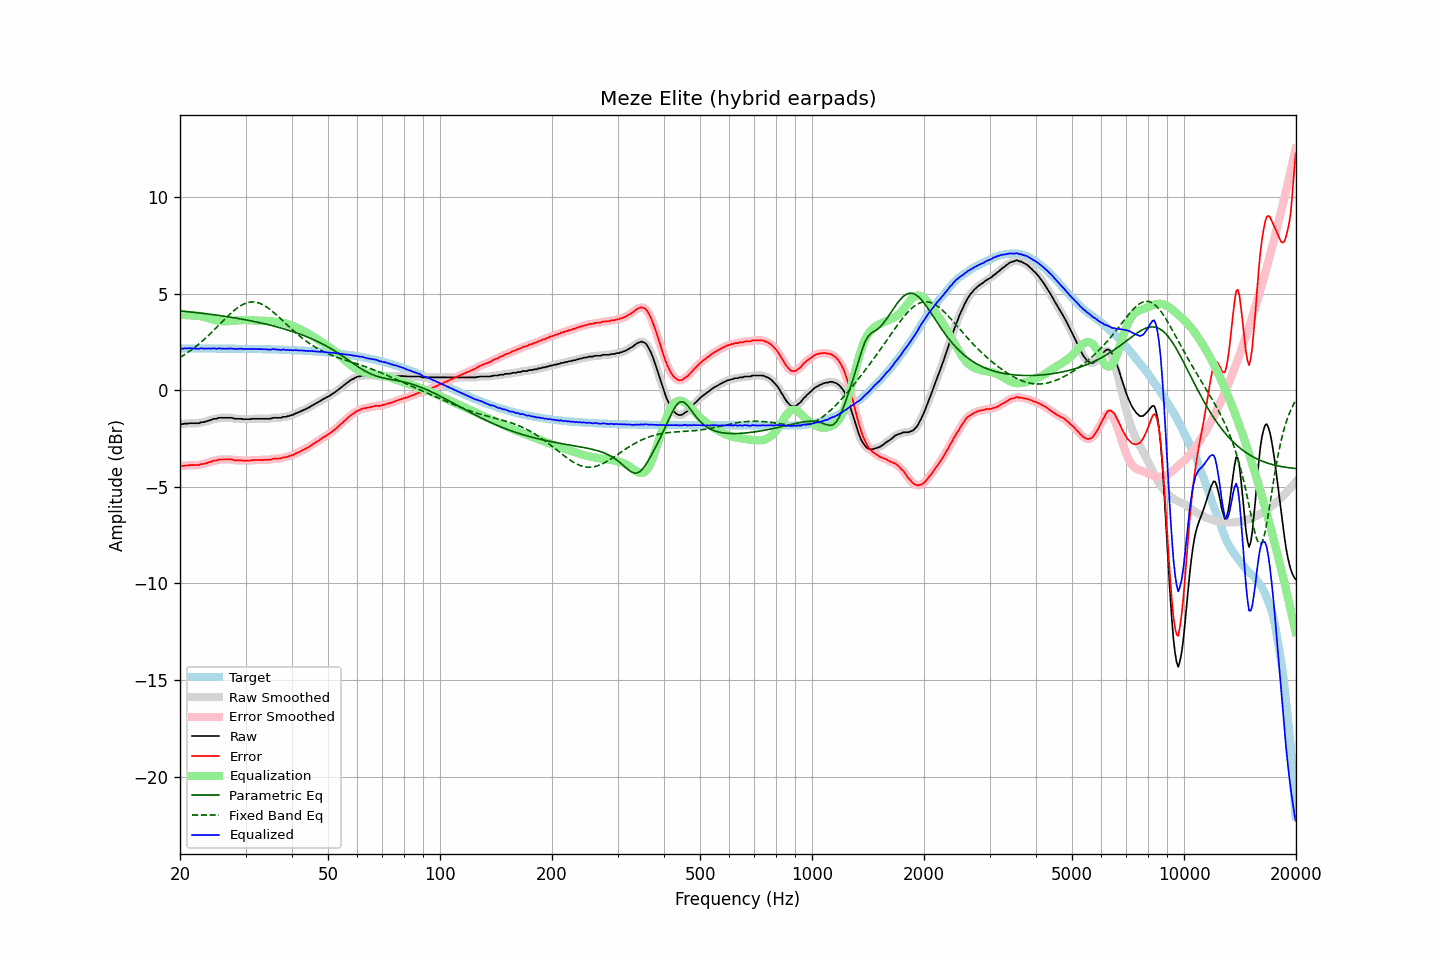 Meze Elite (hybrid earpads)
Amplitude (dBr)
10
5
0
−5
−10
−15
−20
Target
Raw Smoothed
Error Smoothed
Raw
Error
Equalization
Parametric Eq
Fixed Band Eq
Equalized
20 50 100 200 500 1000 2000 5000 10000 20000
Frequency (Hz)